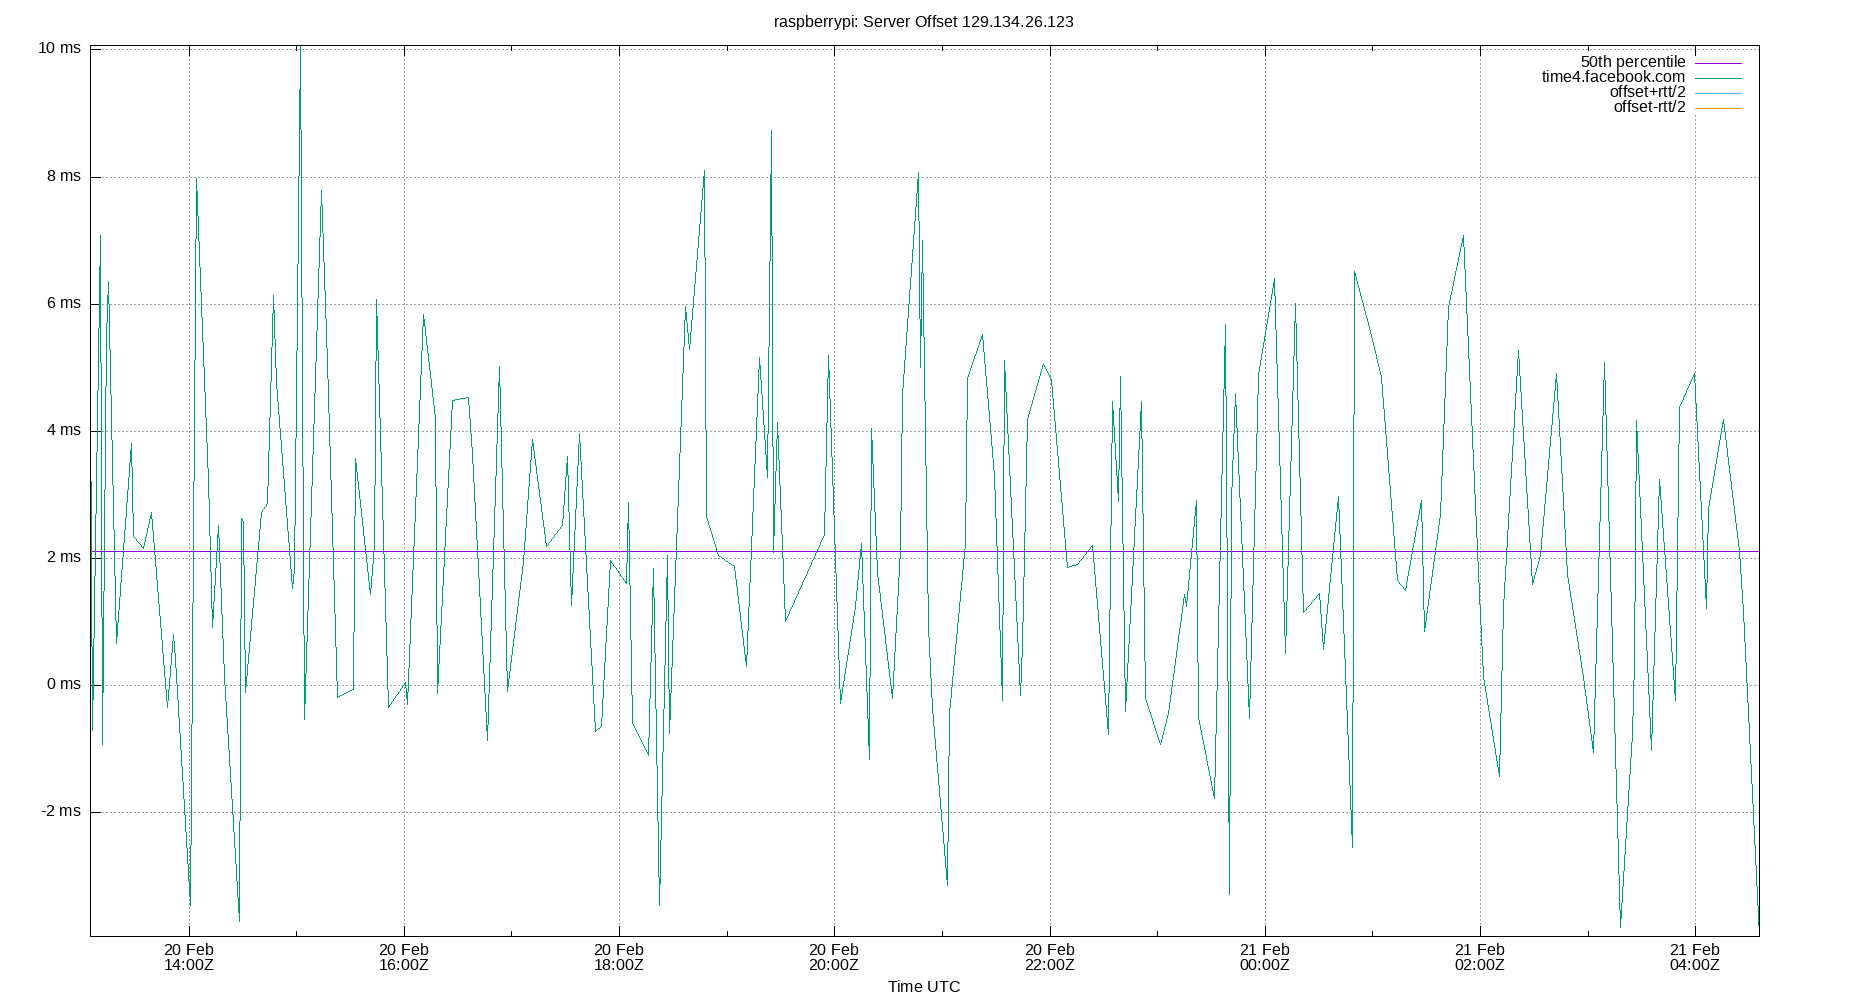 raspberrypi: Server Offset 129.134.26.123
10 ms
8 ms
6 ms
4 ms
2 ms
0 ms
-2 ms
50th percentile
time4.facebook.com
offset+rtt/2
offset-rtt/2
20 Feb 20 Feb 20 Feb 20 Feb 20 Feb 21 Feb 21 Feb 21 Feb
14:00Z 16:00Z 18:00Z 20:00Z 22:00Z 00:00Z 02:00Z 04:00Z
Time UTC